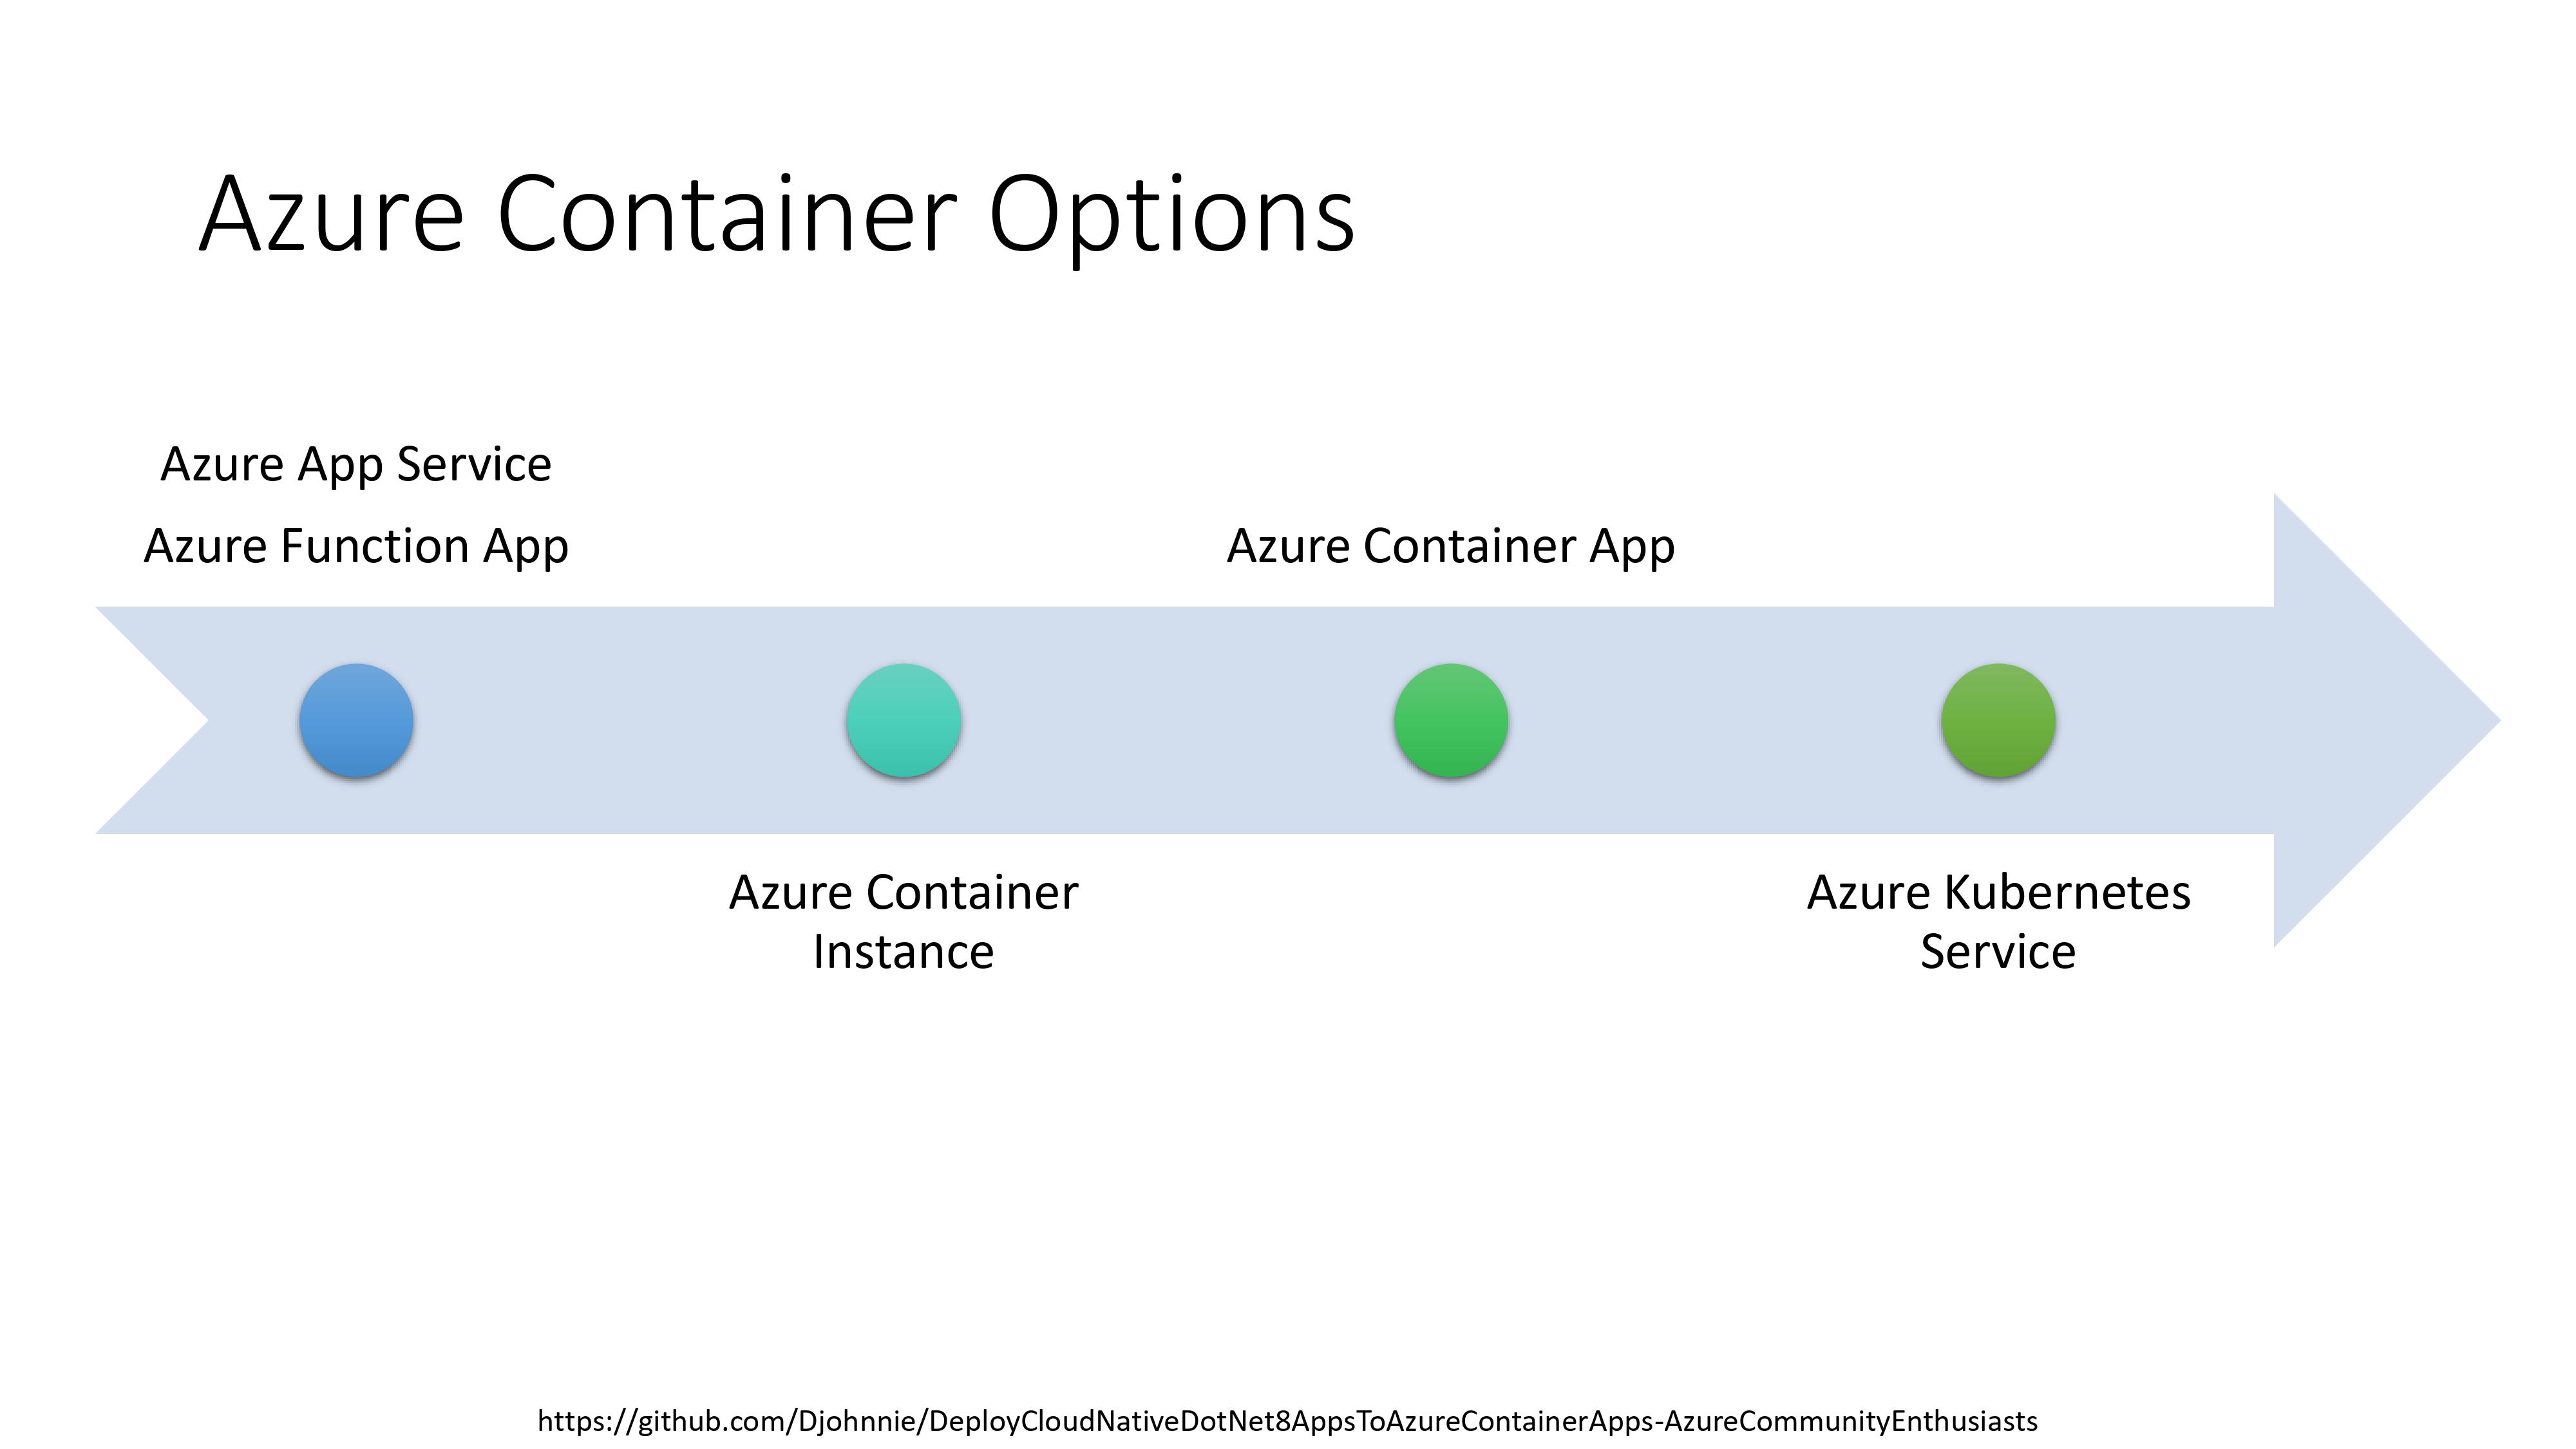 Azure Container Options
Azure App Service
Azure Function App
Azure Container
Instance
Azure Container App
Azure Kubernetes
Service
https://github.com/Djohnnie/DeployCloudNativeDotNet8AppsToAzureContainerApps-AzureCommunityEnthusiasts